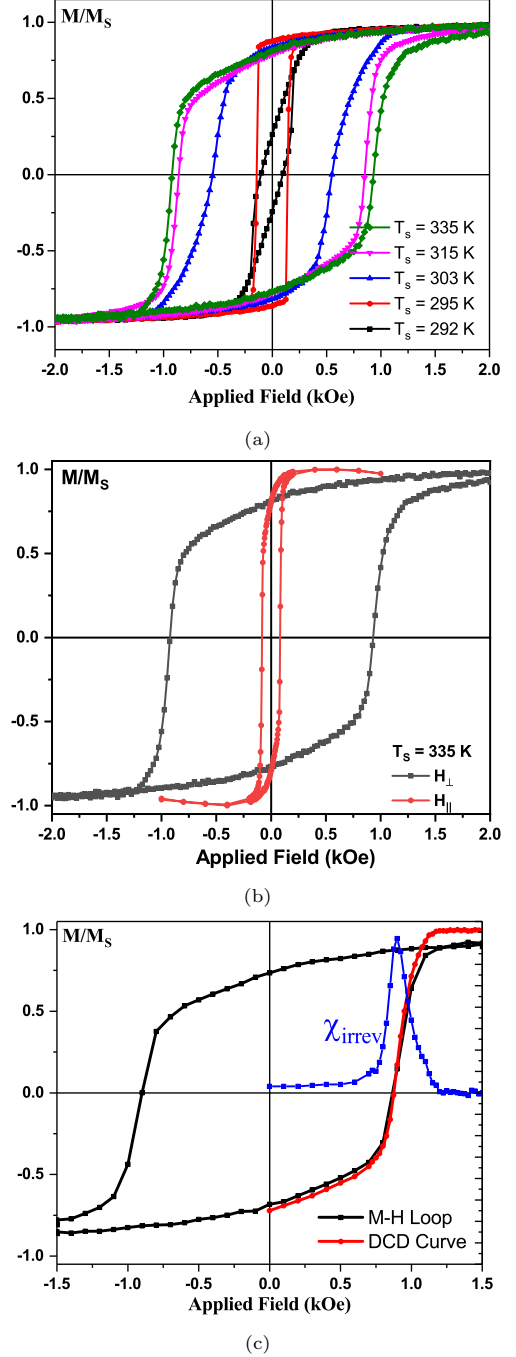 M/M_S
1.0
0.5
0.0
-0.5
-1.0
T_s = 335 K
T_s = 315 K
T_s = 303 K
T_s = 295 K
T_s = 292 K
-2.0 -1.5 -1.0 -0.5 0.0 0.5 1.0 1.5 2.0
Applied Field (kOe)
(a)
M/M_S
1.0
0.5
0.0
-0.5
-1.0
T_S = 335 K
H_⊥
H_||
-2.0 -1.5 -1.0 -0.5 0.0 0.5 1.0 1.5 2.0
Applied Field (kOe)
(b)
M/M_S
1.0
0.5
0.0
-0.5
-1.0
χ_irrev
M-H Loop
DCD Curve
-1.5 -1.0 -0.5 0.0 0.5 1.0 1.5
Applied Field (kOe)
(c)